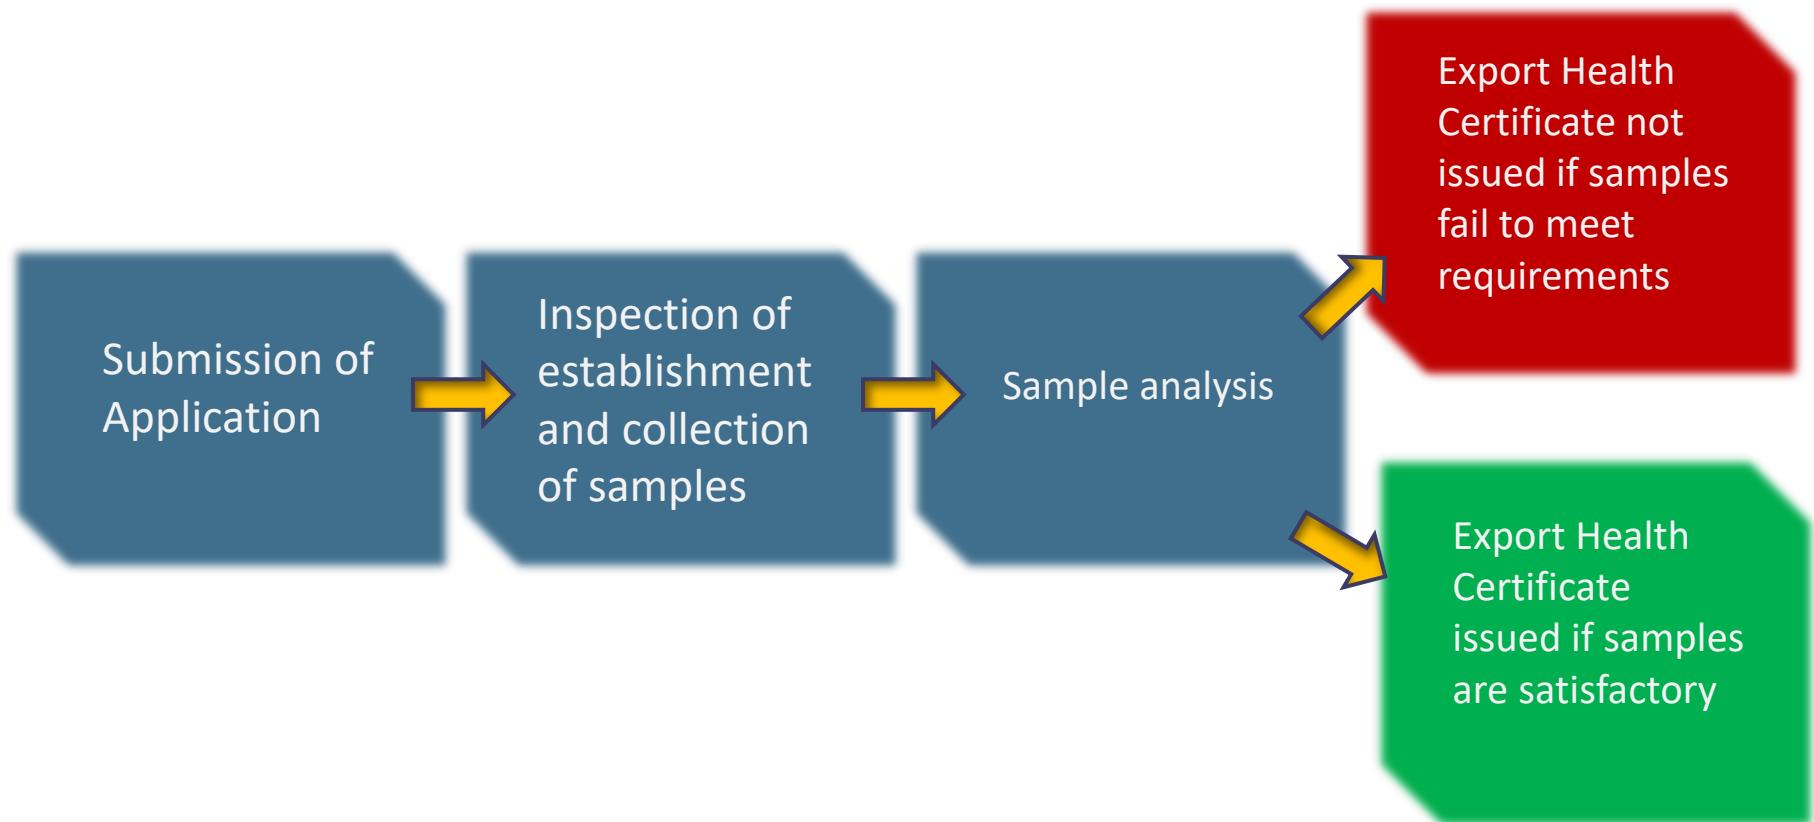 Submission of
Application
Inspection of
establishment
and collection
of samples
Sample analysis
Export Health
Certificate not
issued if samples
fail to meet
requirements
Export Health
Certificate
issued if samples
are satisfactory